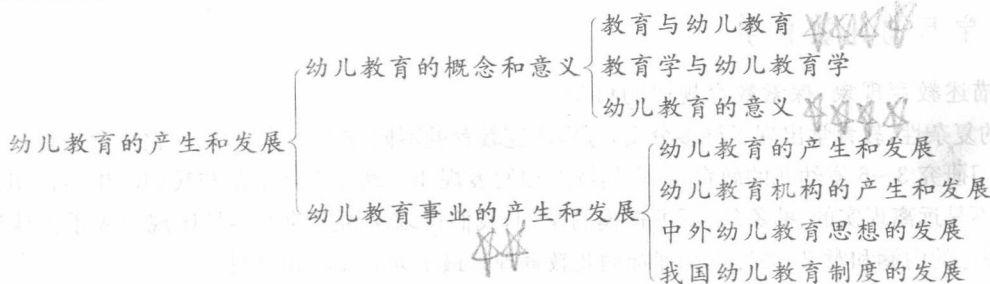 教育与幼儿教育
幼儿教育的概念和意义
教育学与幼儿教育学
幼儿教育的意义
幼儿教育的产生和发展
幼儿教育的产生和发展
幼儿教育机构的产生和发展
幼儿教育事业的产生和发展
中外幼儿教育思想的发展
我国幼儿教育制度的发展